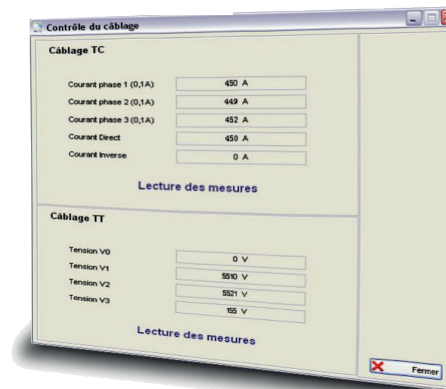 Contrôle du câblage
Câblage TC
Courant phase 1 (0,1A) 450 A
Courant phase 2 (0,1A) 449 A
Courant phase 3 (0,1A) 452 A
Courant Direct 450 A
Courant Inverse 0 A
Lecture des mesures
Câblage TT
Tension V0 0 V
Tension V1 5510 V
Tension V2 5521 V
Tension V3 155 V
Lecture des mesures
Fermer